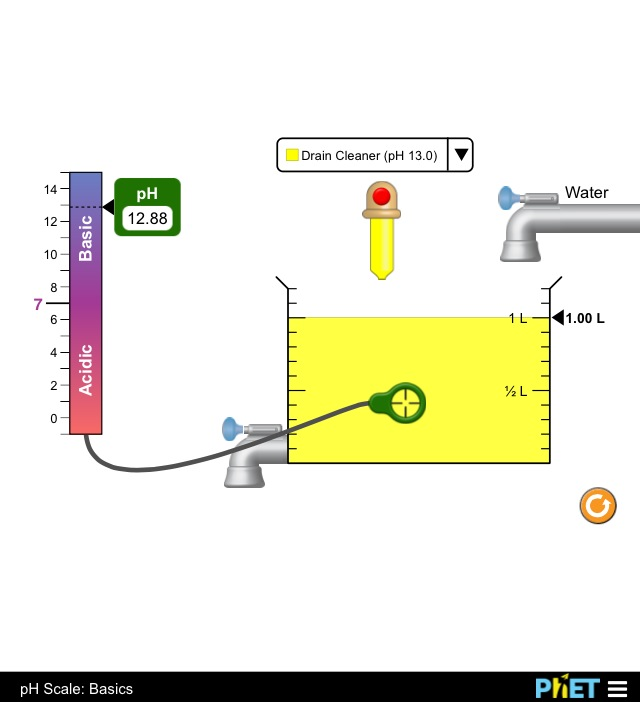 Drain Cleaner (pH 13.0)
Water
pH
12.88
14
12
10
8
7
6
4
2
0
Basic
Acidic
1 L
1.00 L
½ L
pH Scale: Basics
PhET